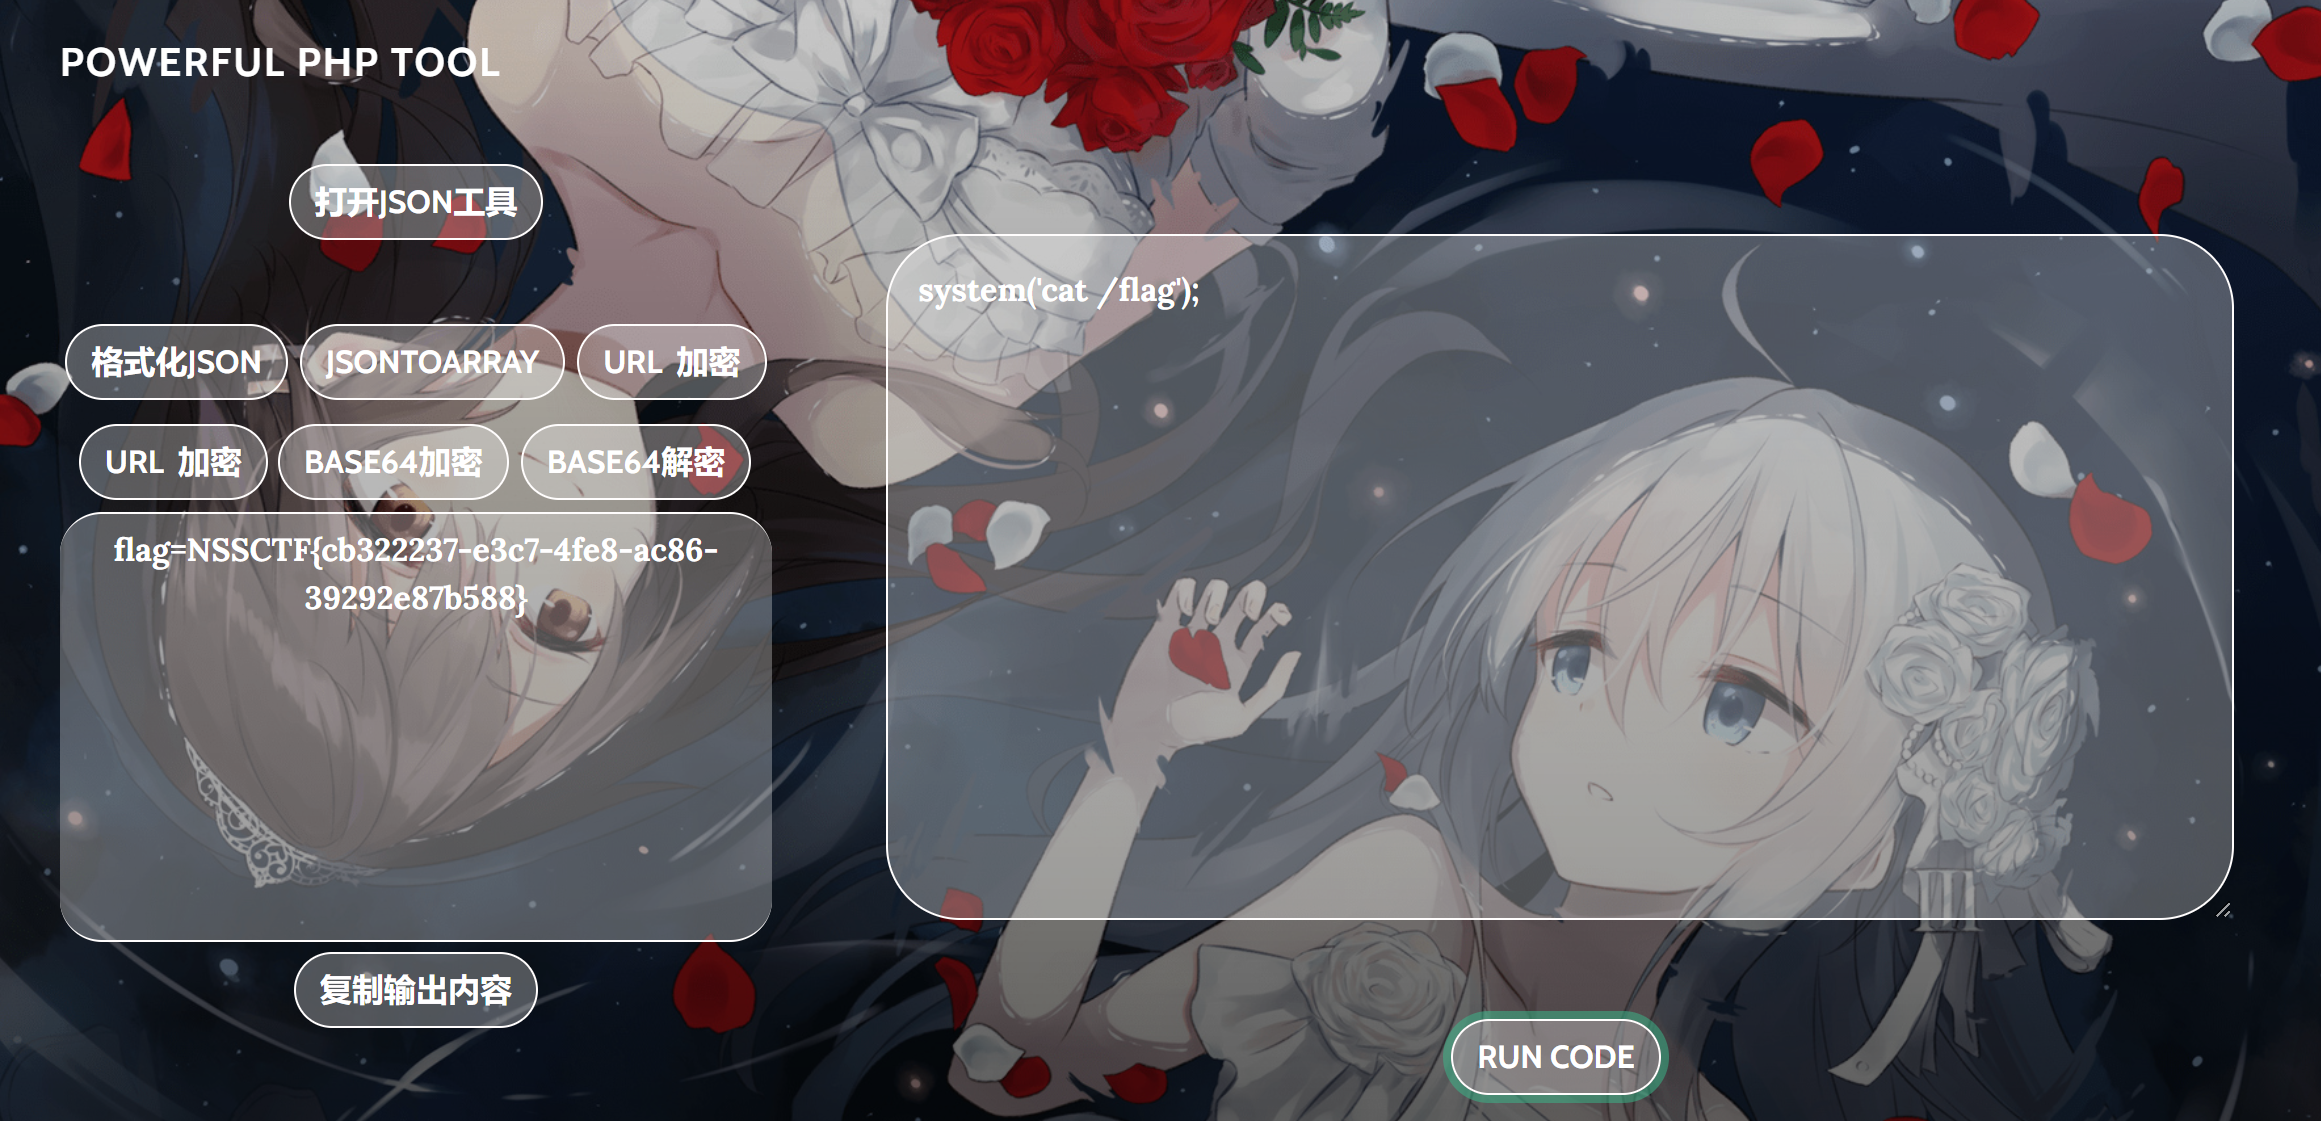 POWERFUL PHP TOOL
打开JSON工具
格式化JSON
JSONTOARRAY
URL 加密
URL 加密
BASE64加密
BASE64解密
flag=NSSCTF{cb322237-e3c7-4fe8-ac86-
39292e87b588}
复制输出内容
system('cat /flag');
RUN CODE